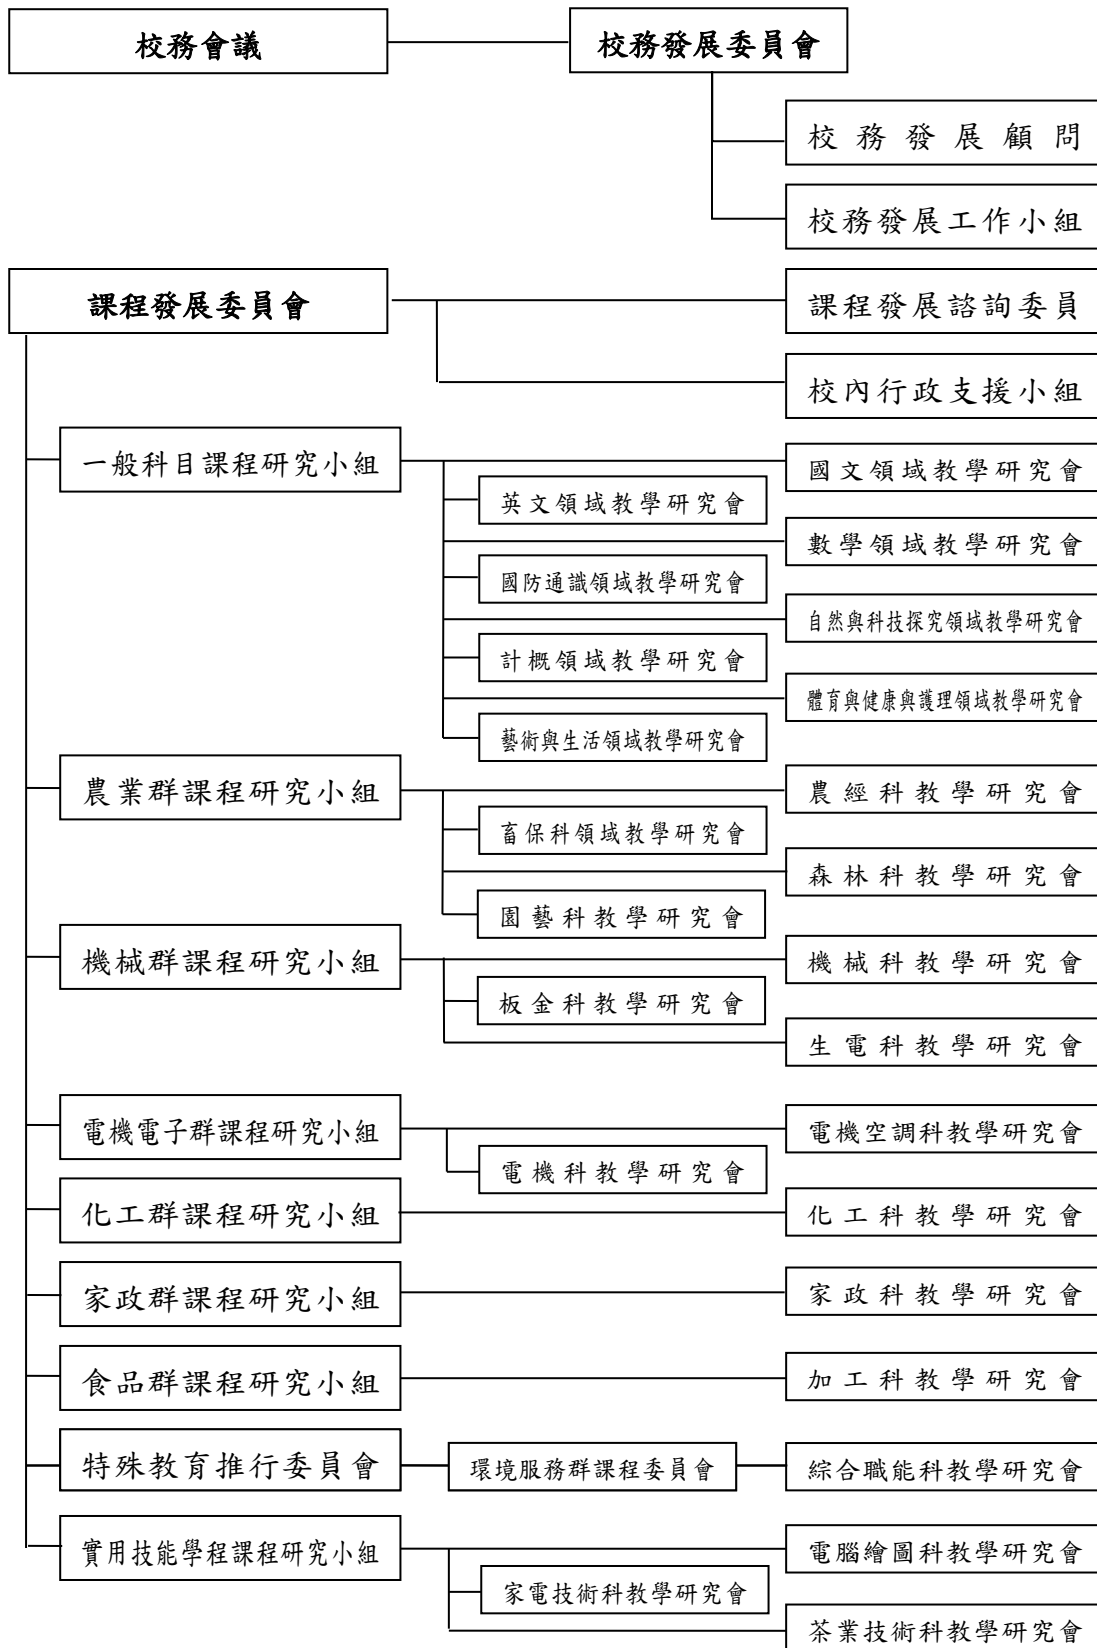 校務會議
校務發展委員會
校務發展顧問
校務發展工作小組
課程發展委員會
課程發展諮詢委員
校內行政支援小組
一般科目課程研究小組
國文領域教學研究會
英文領域教學研究會
數學領域教學研究會
國防通識領域教學研究會
自然與科技探究領域教學研究會
計概領域教學研究會
體育與健康與護理領域教學研究會
藝術與生活領域教學研究會
農業群課程研究小組
農經科教學研究會
畜保科領域教學研究會
森林科教學研究會
園藝科教學研究會
機械群課程研究小組
機械科教學研究會
板金科教學研究會
生電科教學研究會
電機電子群課程研究小組
電機空調科教學研究會
電機科教學研究會
化工群課程研究小組
化工科教學研究會
家政群課程研究小組
家政科教學研究會
食品群課程研究小組
加工科教學研究會
特殊教育推行委員會
環境服務群課程委員會
綜合職能科教學研究會
實用技能學程課程研究小組
電腦繪圖科教學研究會
家電技術科教學研究會
茶業技術科教學研究會